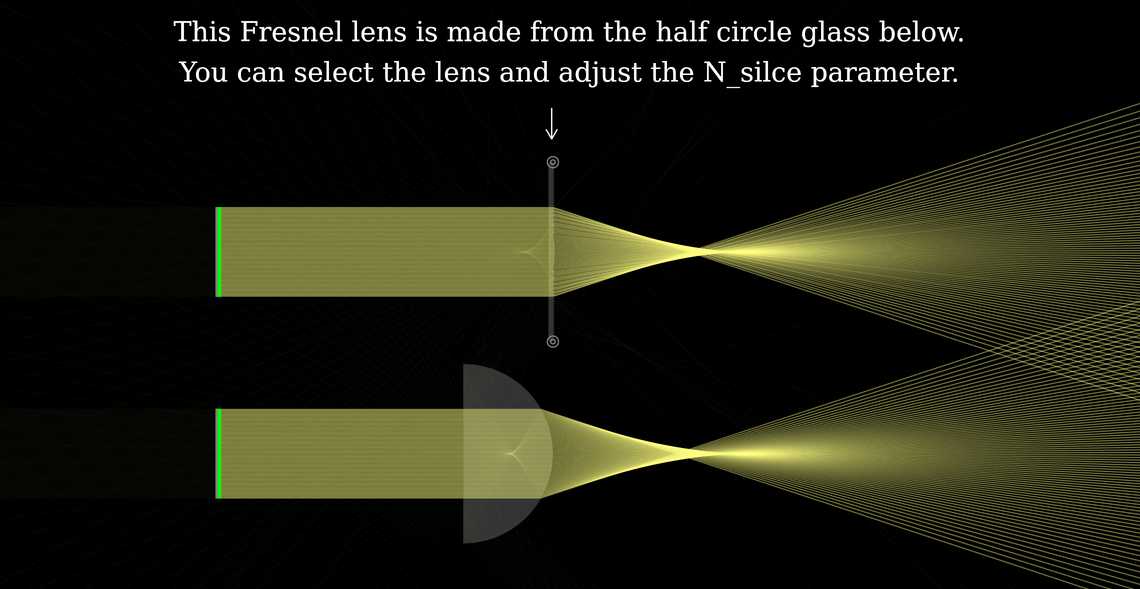 This Fresnel lens is made from the half circle glass below.
You can select the lens and adjust the N_silce parameter.